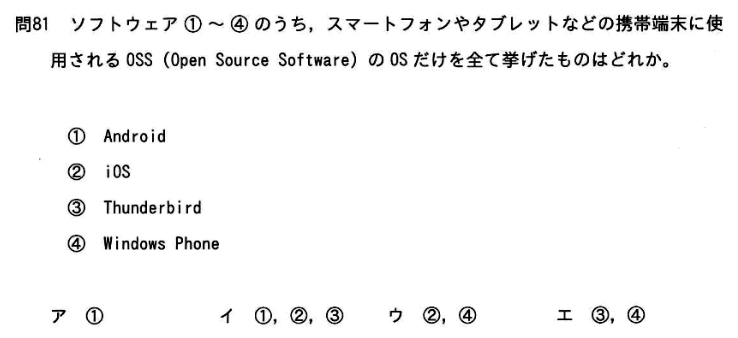 問81 ソフトウェア①～④のうち，スマートフォンやタブレットなどの携帯端末に使
用される OSS（Open Source Software）の OS だけを全て挙げたものはどれか。
① Android
② iOS
③ Thunderbird
④ Windows Phone
ア ① イ ①，②，③ ウ ②，④ エ ③，④